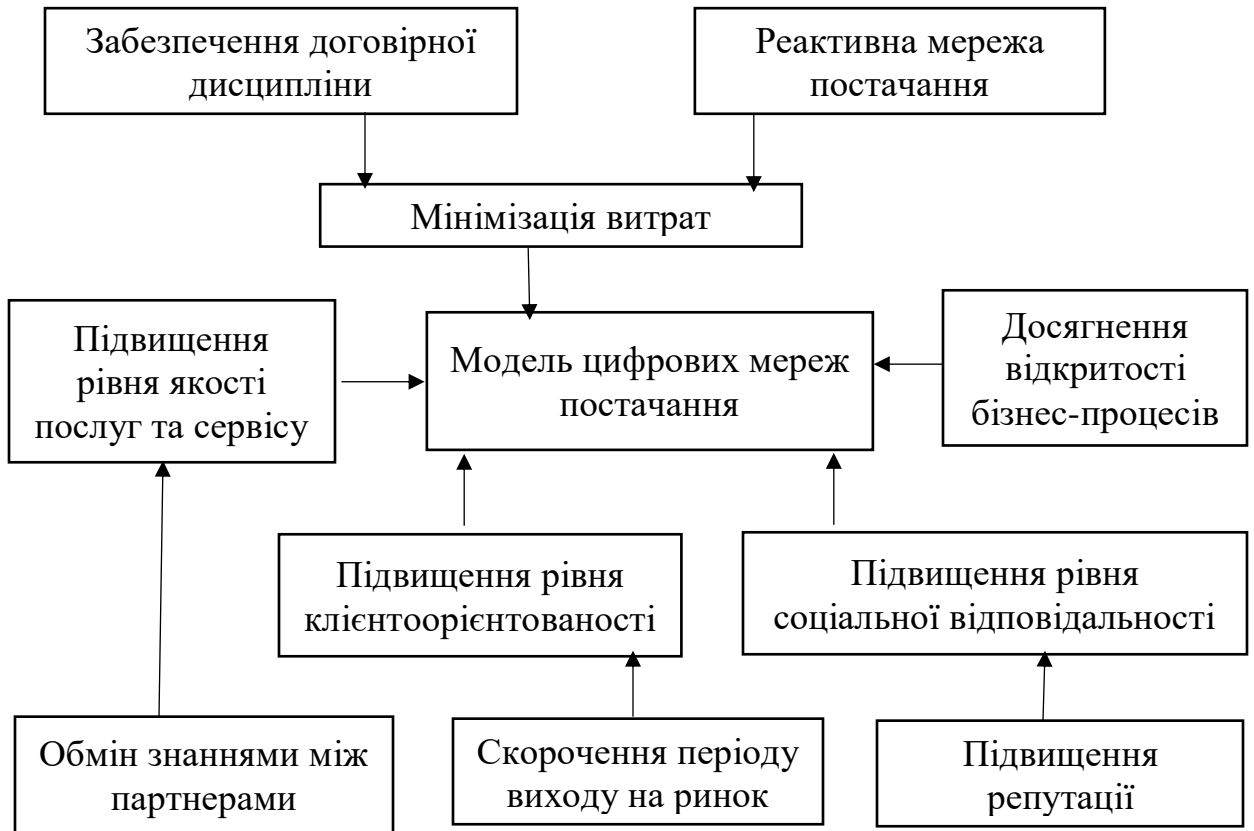 Забезпечення договірної
дисципліни
Реактивна мережа
постачання
Мінімізація витрат
Підвищення
рівня якості
послуг та сервісу
Модель цифрових мереж
постачання
Досягнення
відкритості
бізнес-процесів
Підвищення рівня
клієнтоорієнтованості
Підвищення рівня
соціальної відповідальності
Обмін знаннями між
партнерами
Скорочення періоду
виходу на ринок
Підвищення
репутації